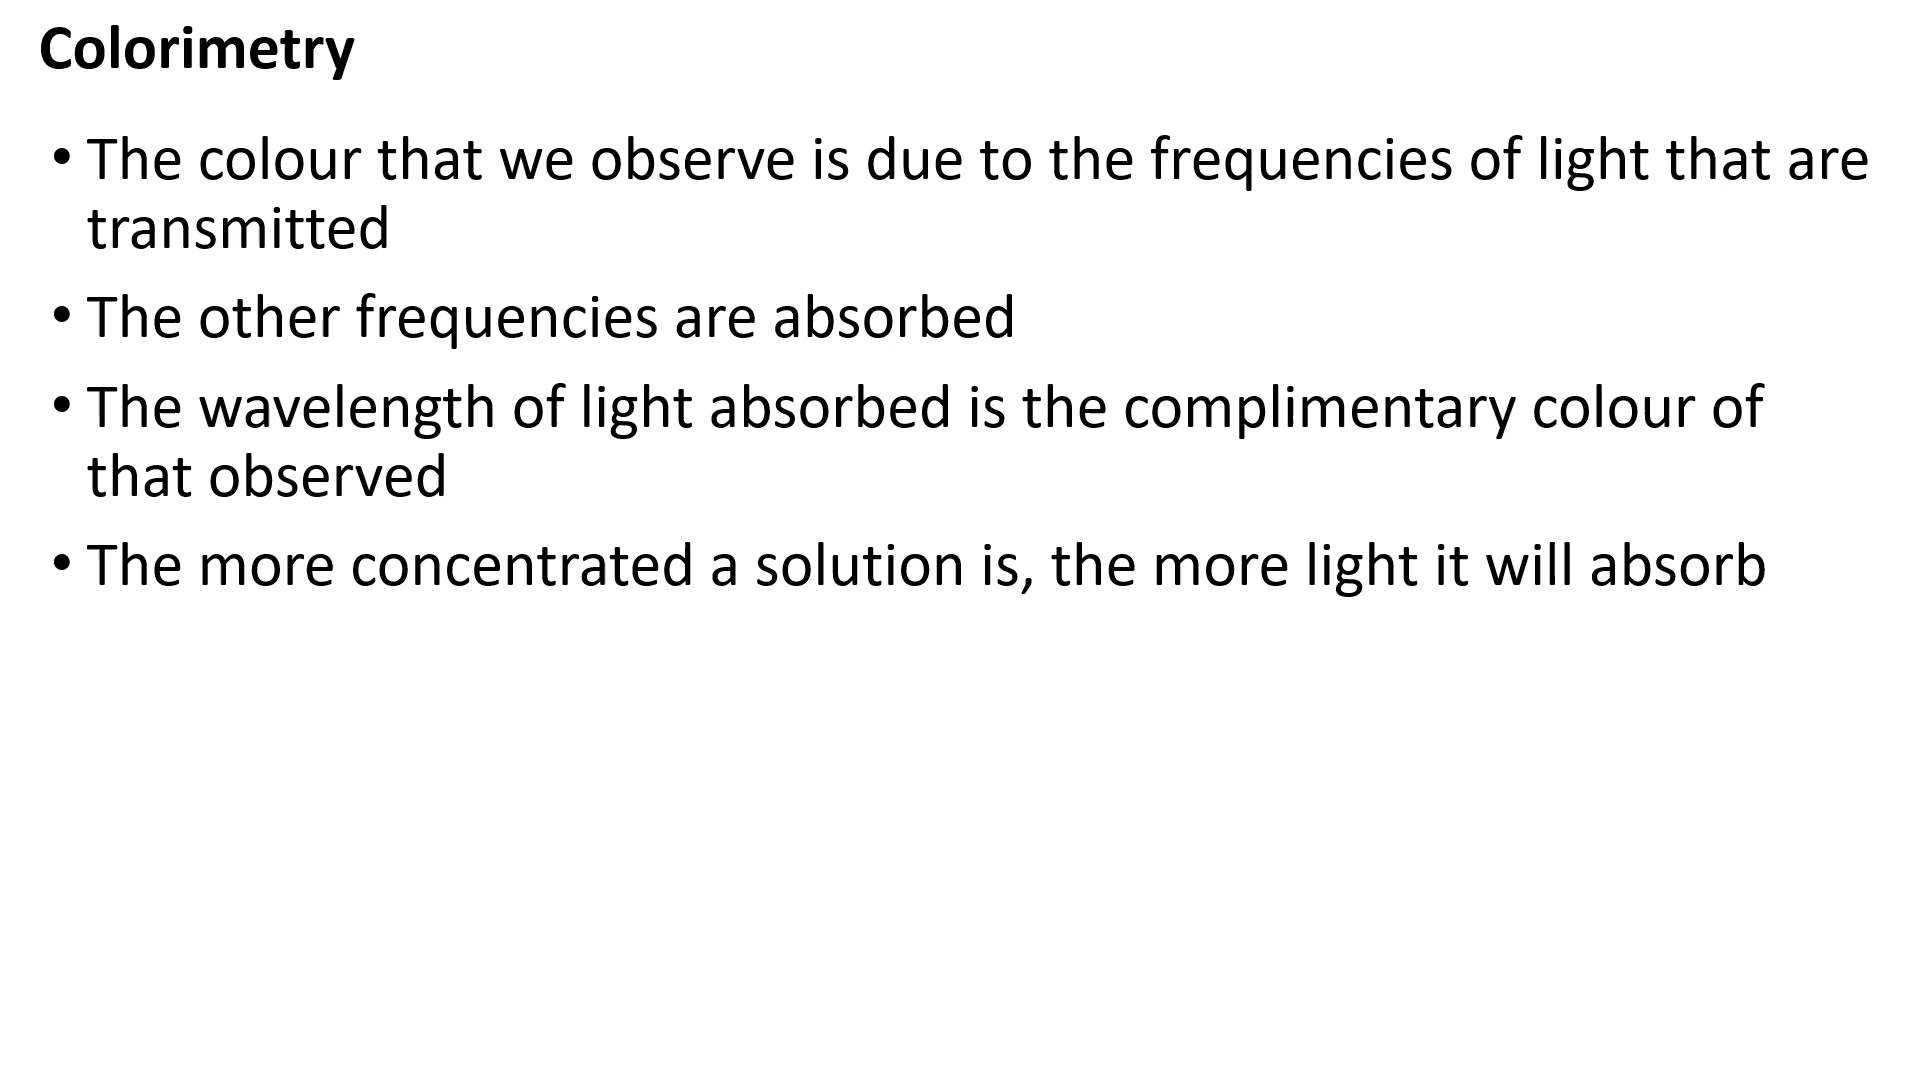 Colorimetry
• The colour that we observe is due to the frequencies of light that are
transmitted
• The other frequencies are absorbed
• The wavelength of light absorbed is the complimentary colour of
that observed
• The more concentrated a solution is, the more light it will absorb